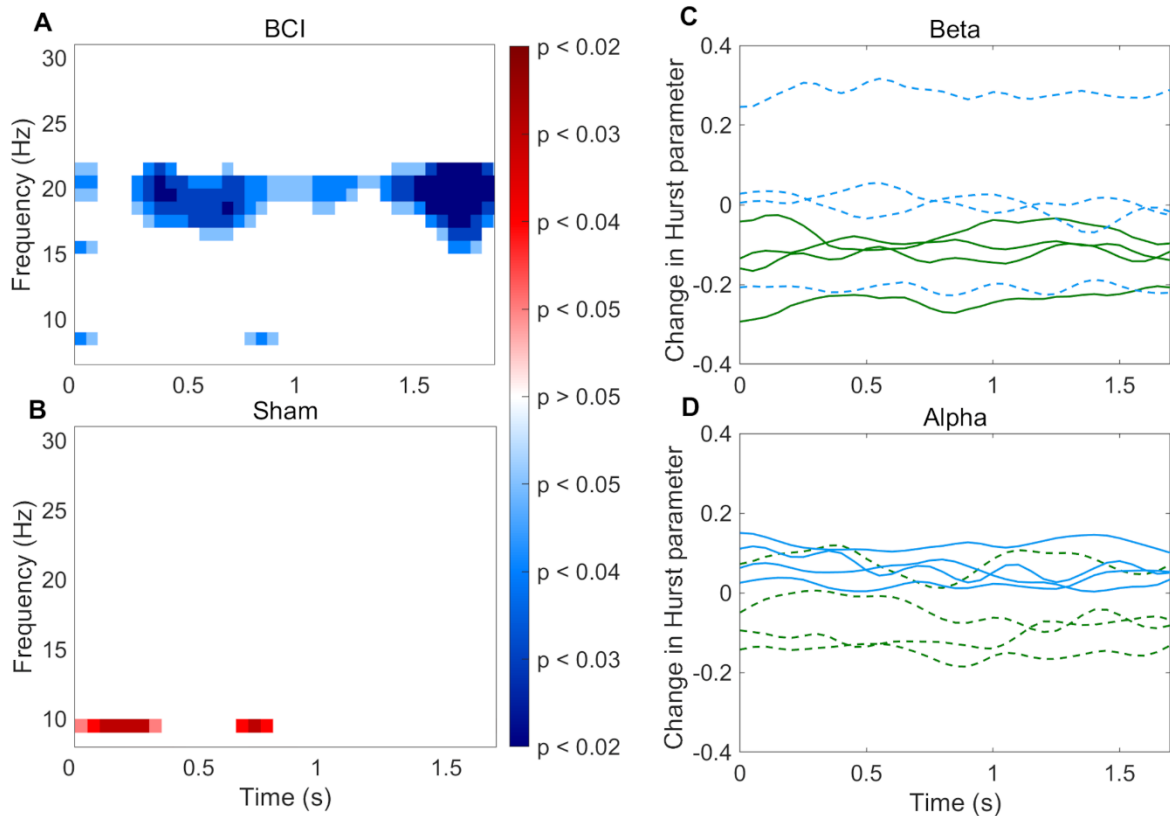 A
BCI
Frequency (Hz)
30
25
20
15
10
0
0.5
1
1.5
p < 0.02
p < 0.03
p < 0.04
p < 0.05
p > 0.05
p < 0.05
p < 0.04
p < 0.03
p < 0.02
B
Sham
Frequency (Hz)
30
25
20
15
10
0
0.5
1
1.5
Time (s)
C
Beta
Change in Hurst parameter
0.4
0.2
0
-0.2
-0.4
0
0.5
1
1.5
D
Alpha
Change in Hurst parameter
0.4
0.2
0
-0.2
-0.4
0
0.5
1
1.5
Time (s)